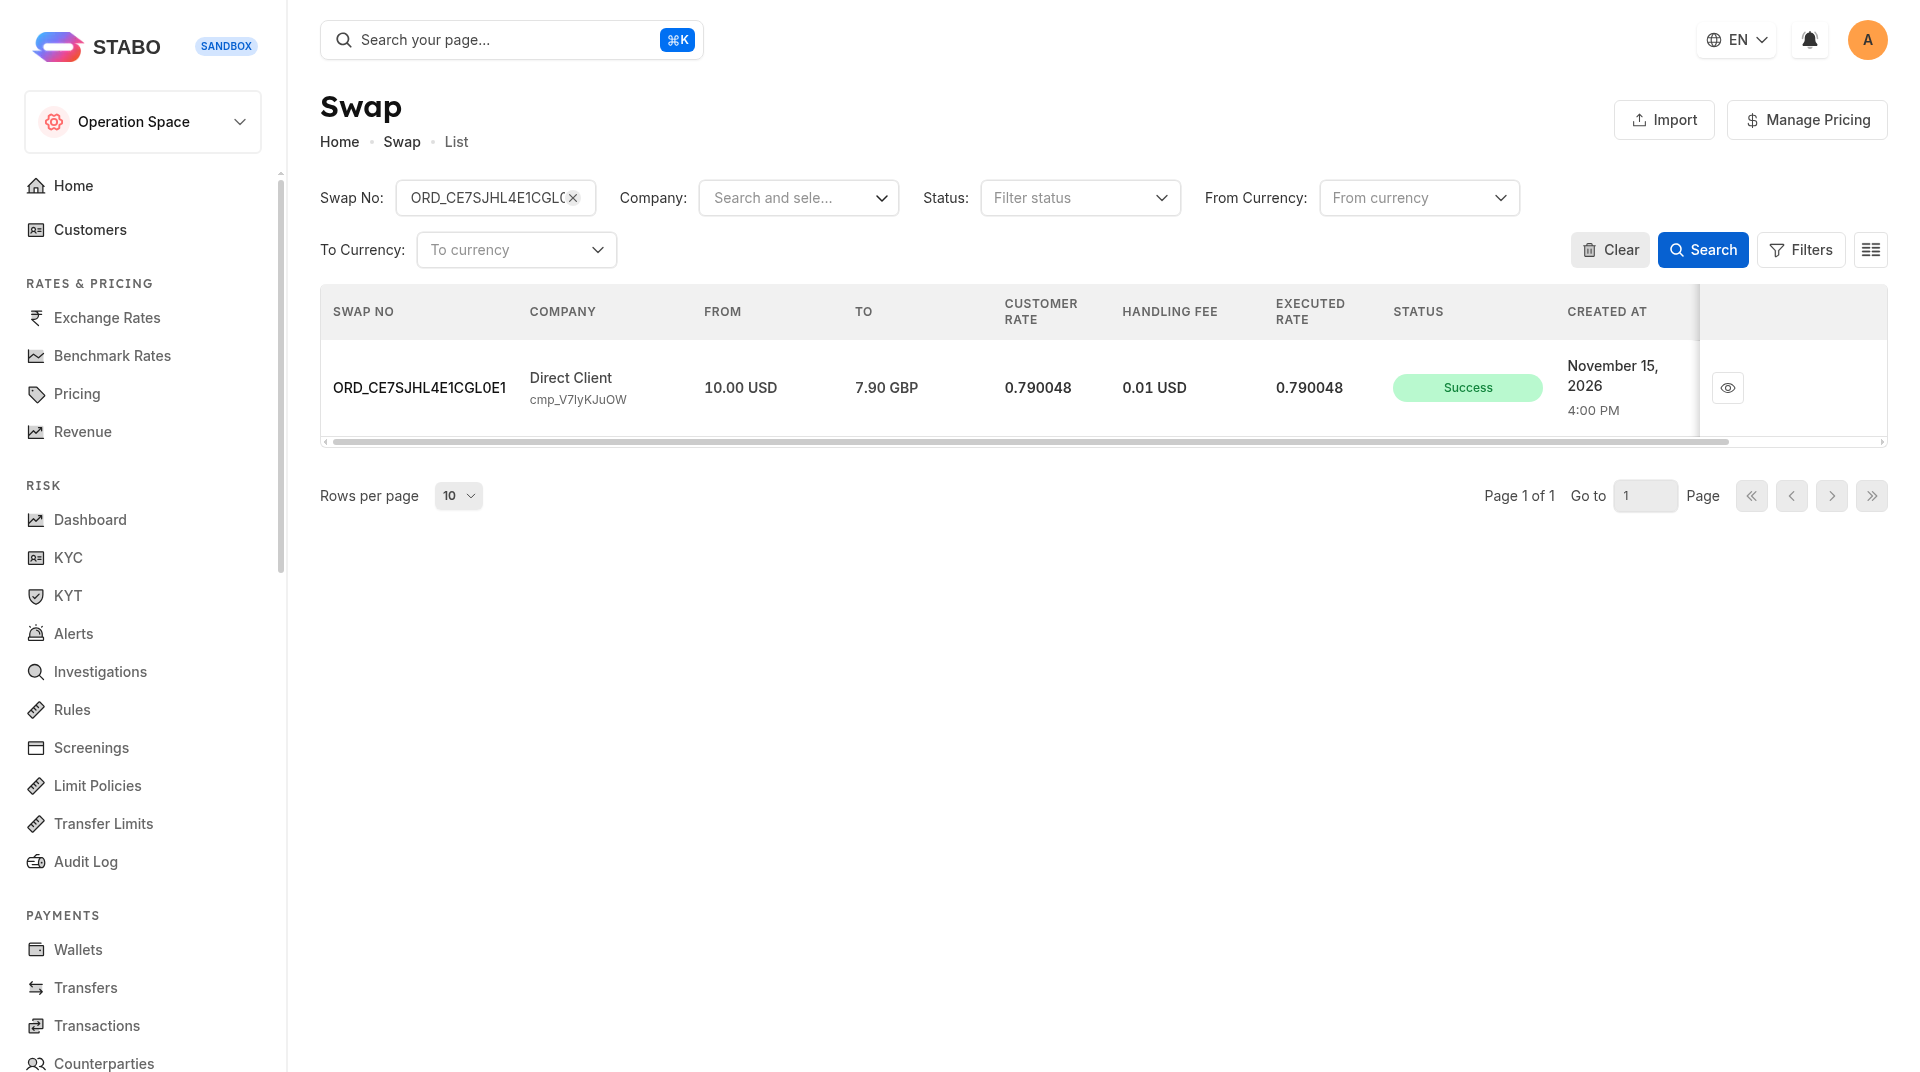 STABO
SANDBOX
Search your page...
⌘K
EN
A
Operation Space
Swap
Home • Swap • List
Import
Manage Pricing
Home
Customers
RATES & PRICING
Exchange Rates
Benchmark Rates
Pricing
Revenue
RISK
Dashboard
KYC
KYT
Alerts
Investigations
Rules
Screenings
Limit Policies
Transfer Limits
Audit Log
PAYMENTS
Wallets
Transfers
Transactions
Counterparties
Swap No: ORD_CE7SJHL4E1CGL0
Company: Search and sele...
Status: Filter status
From Currency: From currency
To Currency: To currency
Clear
Search
Filters
SWAP NO COMPANY FROM TO CUSTOMER RATE HANDLING FEE EXECUTED RATE STATUS CREATED AT
ORD_CE7SJHL4E1CGL0E1
Direct Client
cmp_V7IyKJuOW
10.00 USD
7.90 GBP
0.790048
0.01 USD
0.790048
Success
November 15,
2026
4:00 PM
Rows per page 10
Page 1 of 1
Go to 1 Page